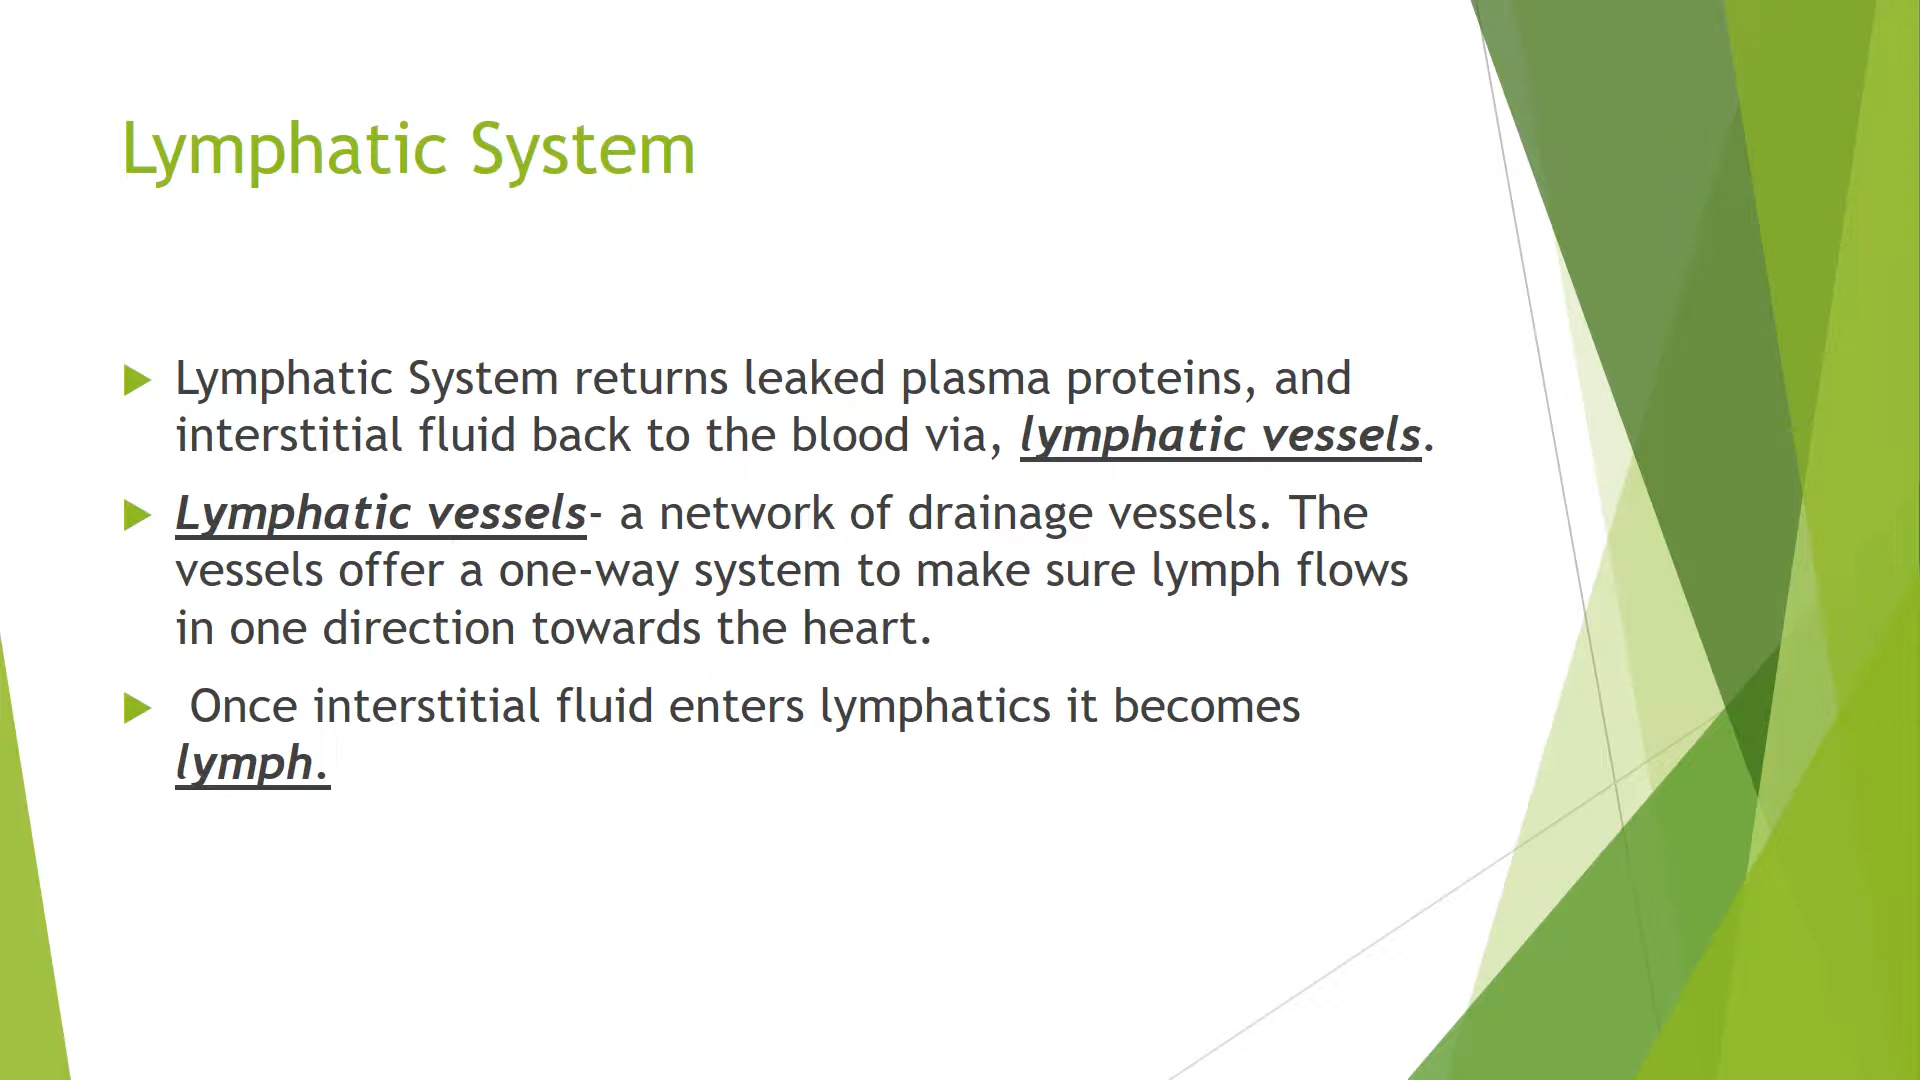 Lymphatic System
Lymphatic System returns leaked plasma proteins, and
interstitial fluid back to the blood via, lymphatic vessels.
Lymphatic vessels- a network of drainage vessels. The
vessels offer a one-way system to make sure lymph flows
in one direction towards the heart.
Once interstitial fluid enters lymphatics it becomes
lymph.